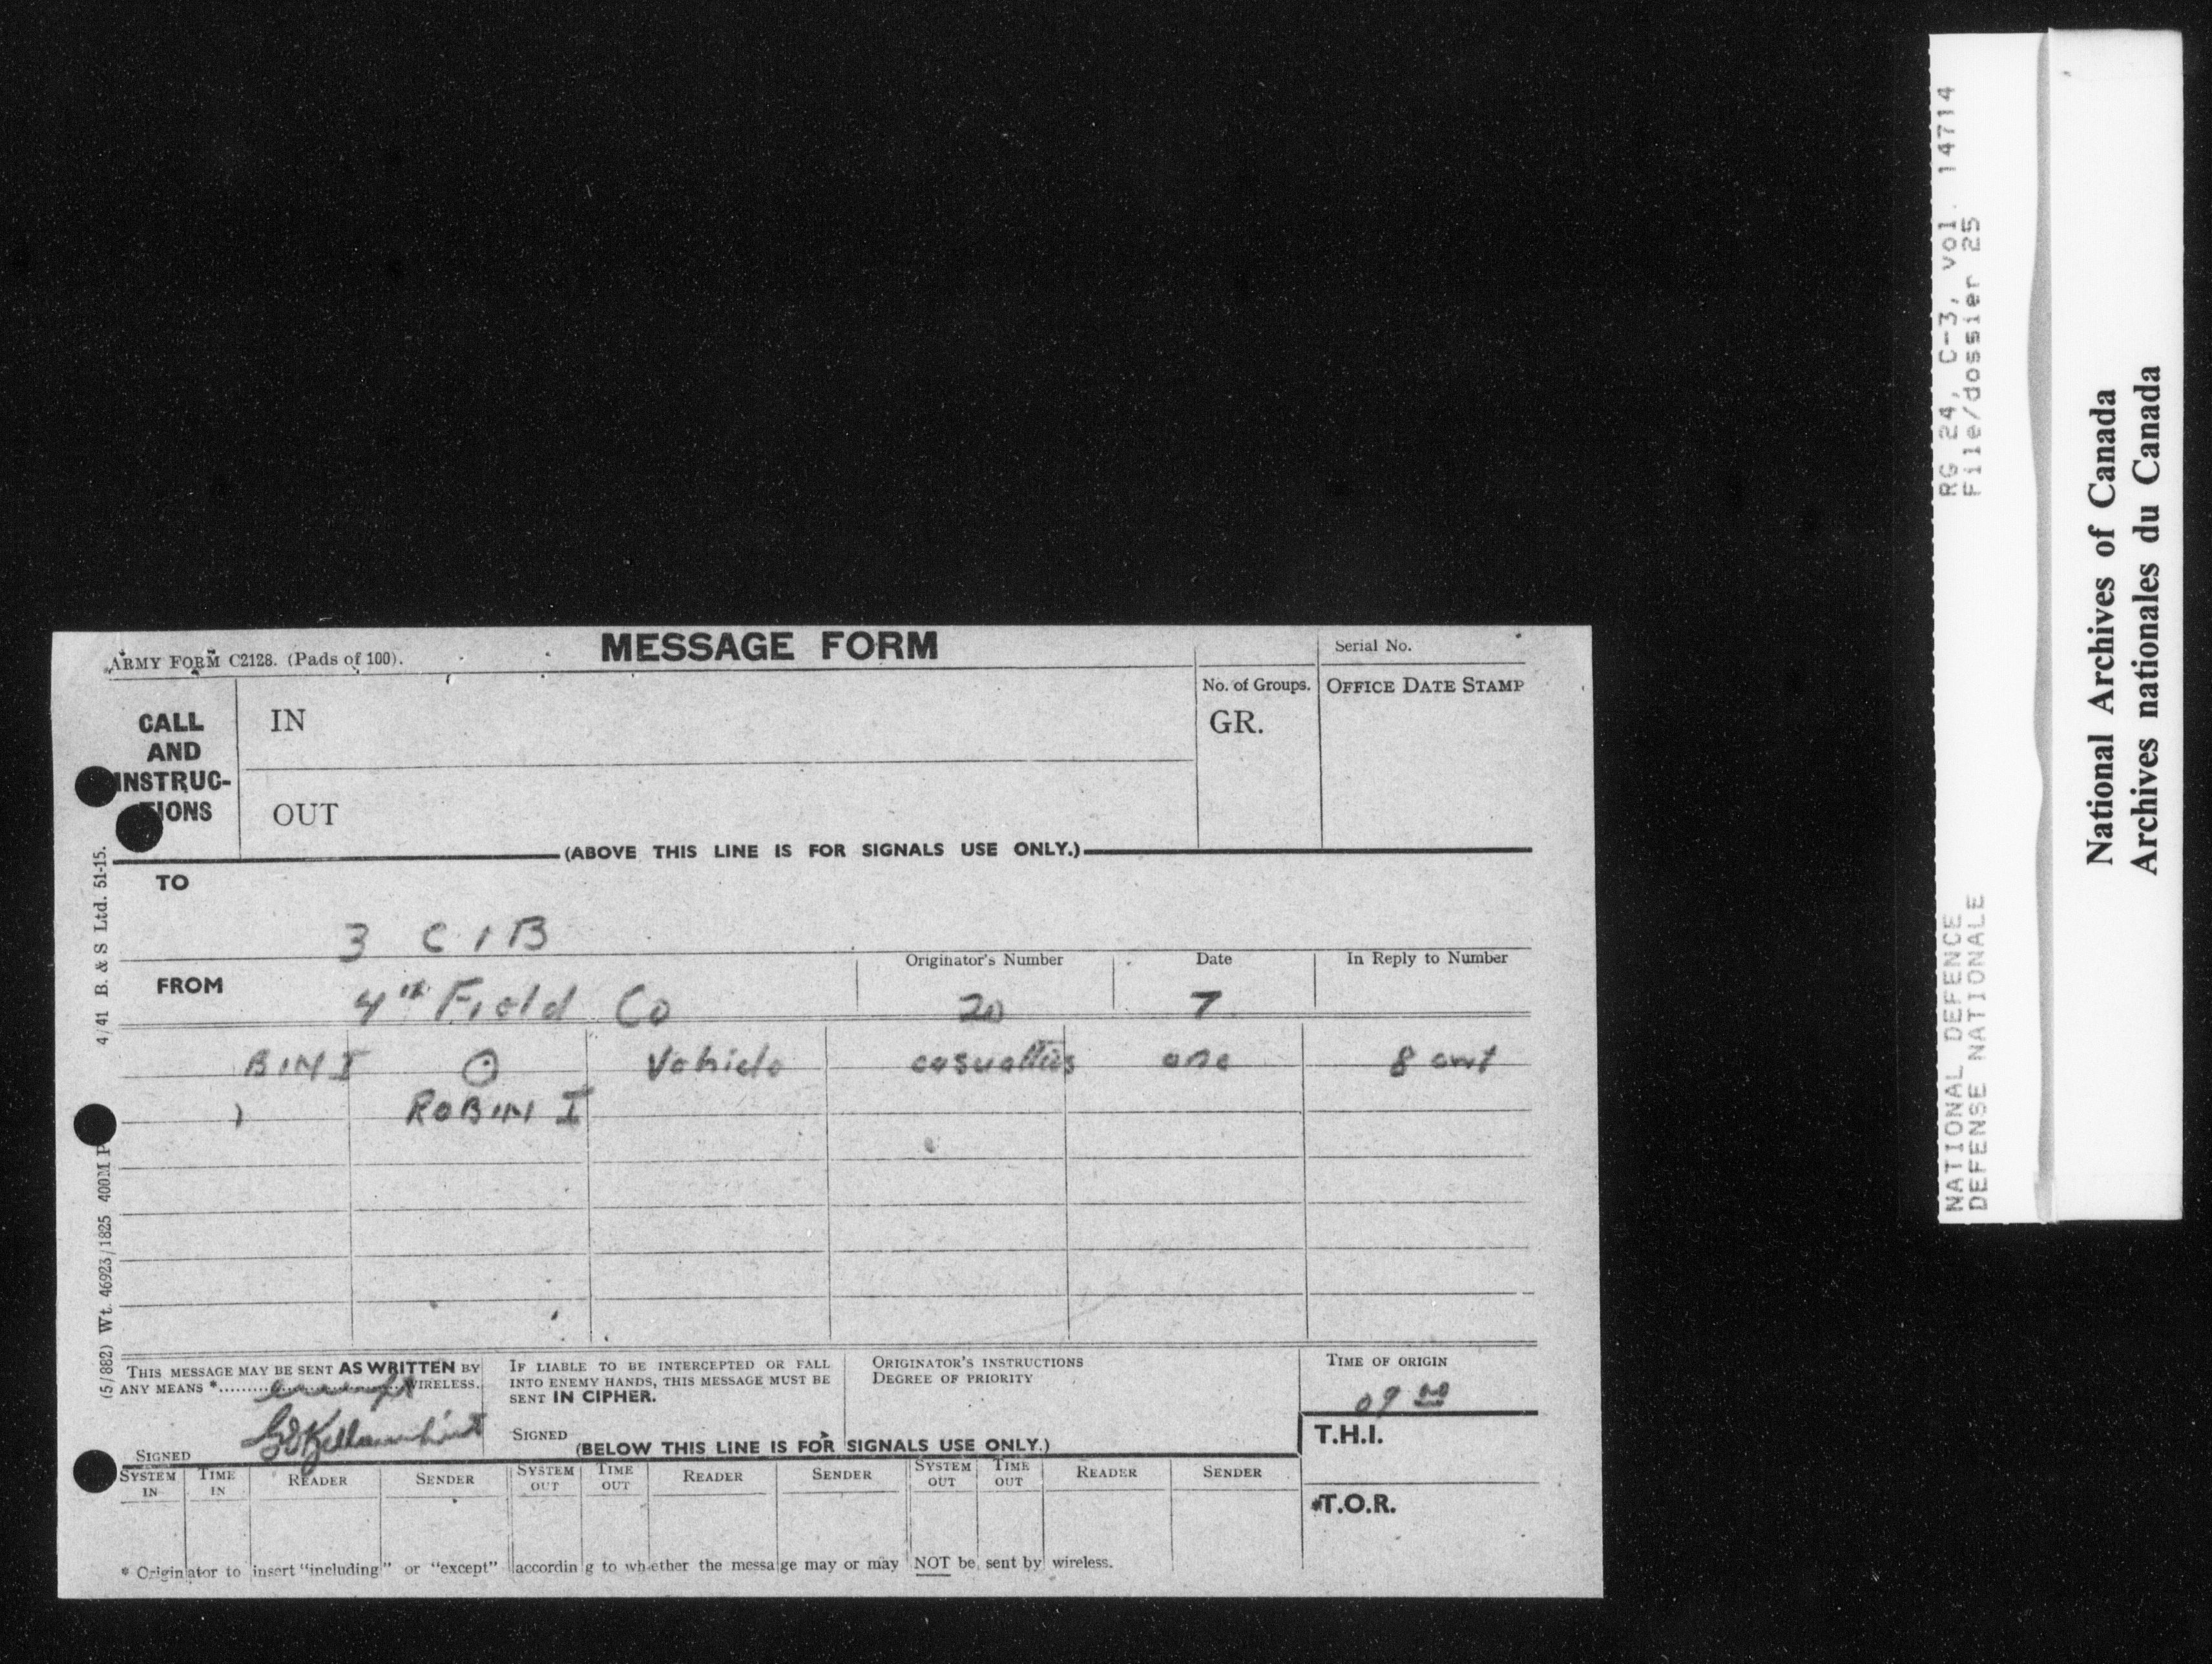 ARMY FORM C2128. (Pads of 100).
MESSAGE FORM
Serial No.
CALL AND INSTRUC-TIONS
IN
OUT
No. of Groups.
GR.
OFFICE DATE STAMP
(ABOVE THIS LINE IS FOR SIGNALS USE ONLY.)
TO
3 C I B
FROM
4th Field Co
Originator's Number
20
Date
7
In Reply to Number
BIN I ⊙ Vehicle casualties one 8 cwt
ROBIN I
THIS MESSAGE MAY BE SENT AS WRITTEN BY
ANY MEANS * except WIRELESS.
SIGNED
IF LIABLE TO BE INTERCEPTED OR FALL
INTO ENEMY HANDS, THIS MESSAGE MUST BE
SENT IN CIPHER.
SIGNED
ORIGINATOR'S INSTRUCTIONS
DEGREE OF PRIORITY
TIME OF ORIGIN
09 00
T.H.I.
*T.O.R.
(BELOW THIS LINE IS FOR SIGNALS USE ONLY.)
SYSTEM IN TIME IN READER SENDER SYSTEM OUT TIME OUT READER SENDER SYSTEM OUT TIME OUT READER SENDER
* Originator to insert "including" or "except" according to whether the message may or may NOT be sent by wireless.
(5/882) Wt. 46923/1825 400M P 4/41 B. & S Ltd. 51-15.
NATIONAL DEFENCE RG 24, C-3, vol. 14714
DEFENSE NATIONALE File/dossier 25
National Archives of Canada
Archives nationales du Canada